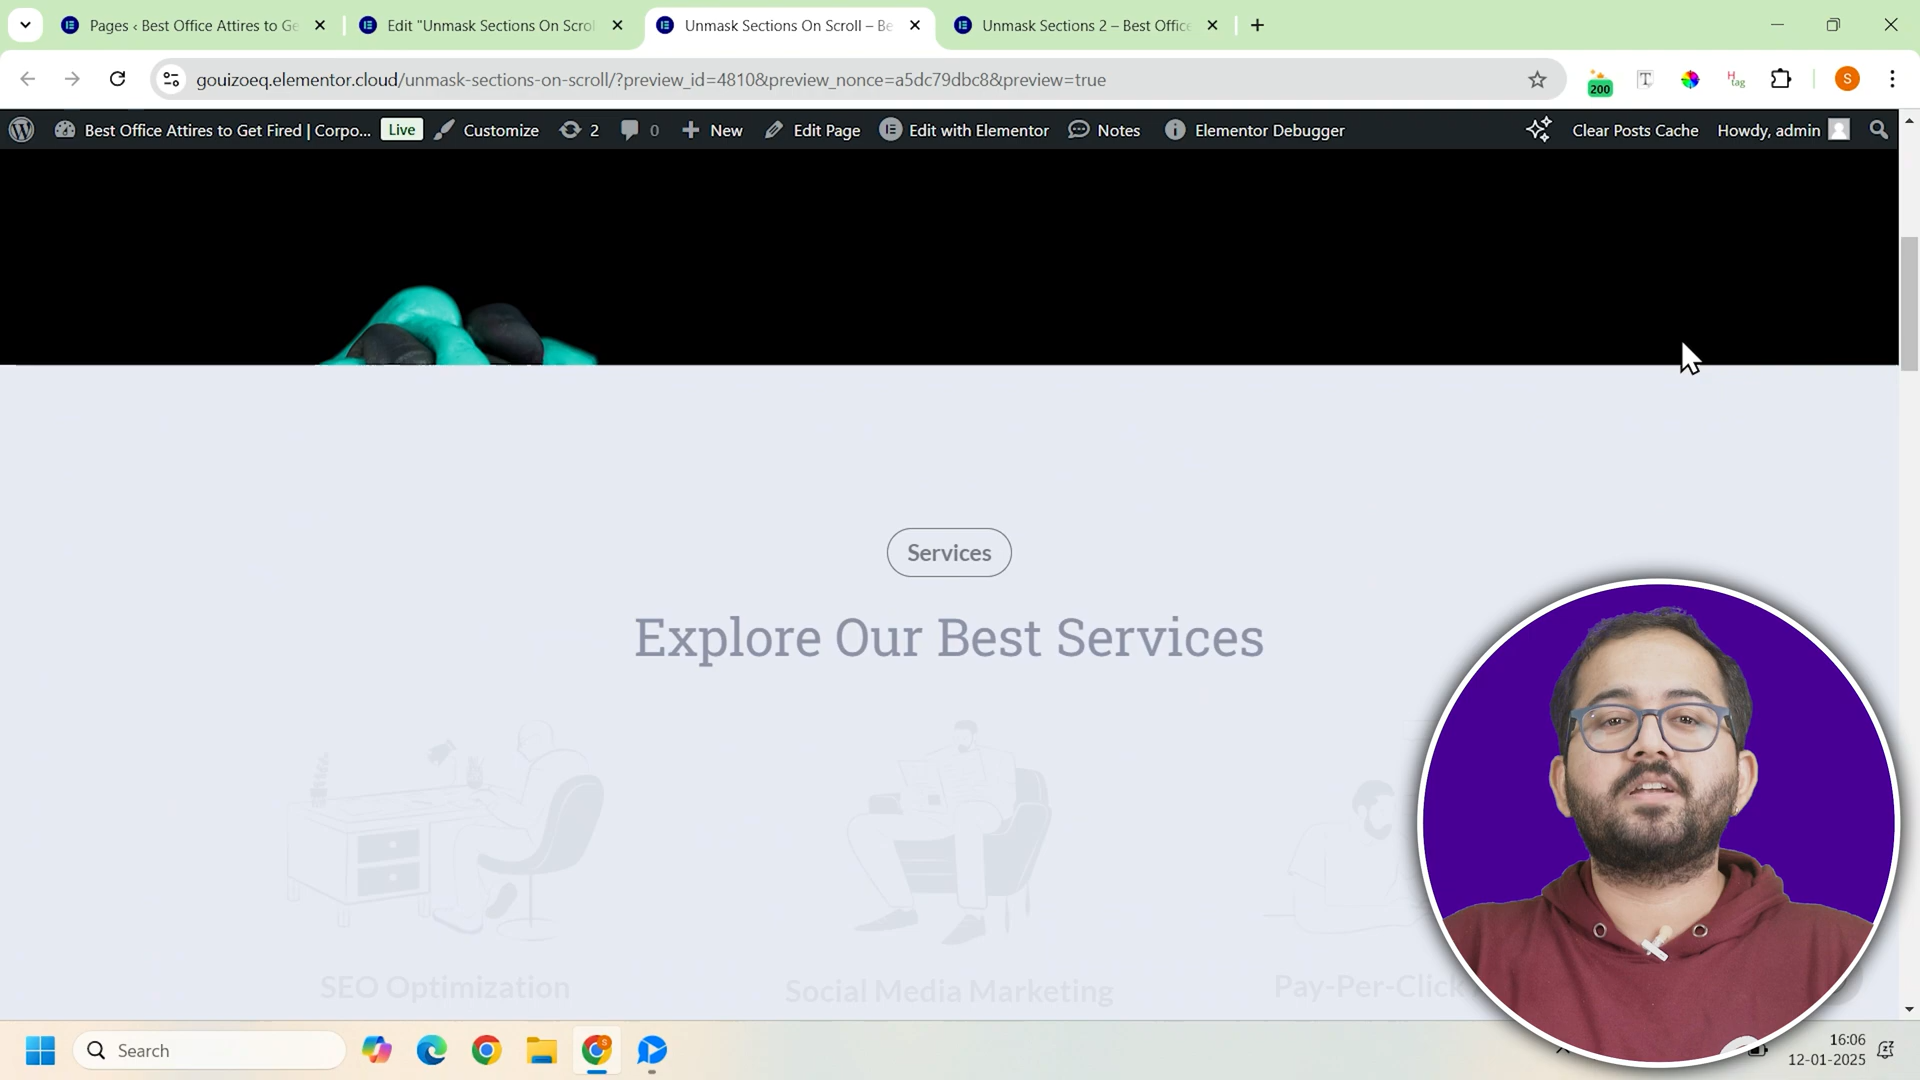 Pages ‹ Best Office Attires to Ge
Edit "Unmask Sections On Scrol
Unmask Sections On Scroll – Be
Unmask Sections 2 – Best Office
gouizoeq.elementor.cloud/unmask-sections-on-scroll/?preview_id=4810&preview_nonce=a5dc79dbc8&preview=true
200
T
H
tag
S
Best Office Attires to Get Fired | Corpo...
Live
Customize
2
0
New
Edit Page
Edit with Elementor
Notes
Elementor Debugger
Clear Posts Cache
Howdy, admin
Services
Explore Our Best Services
SEO Optimization
Social Media Marketing
Pay-Per-Click
Search
16:06
12-01-2025